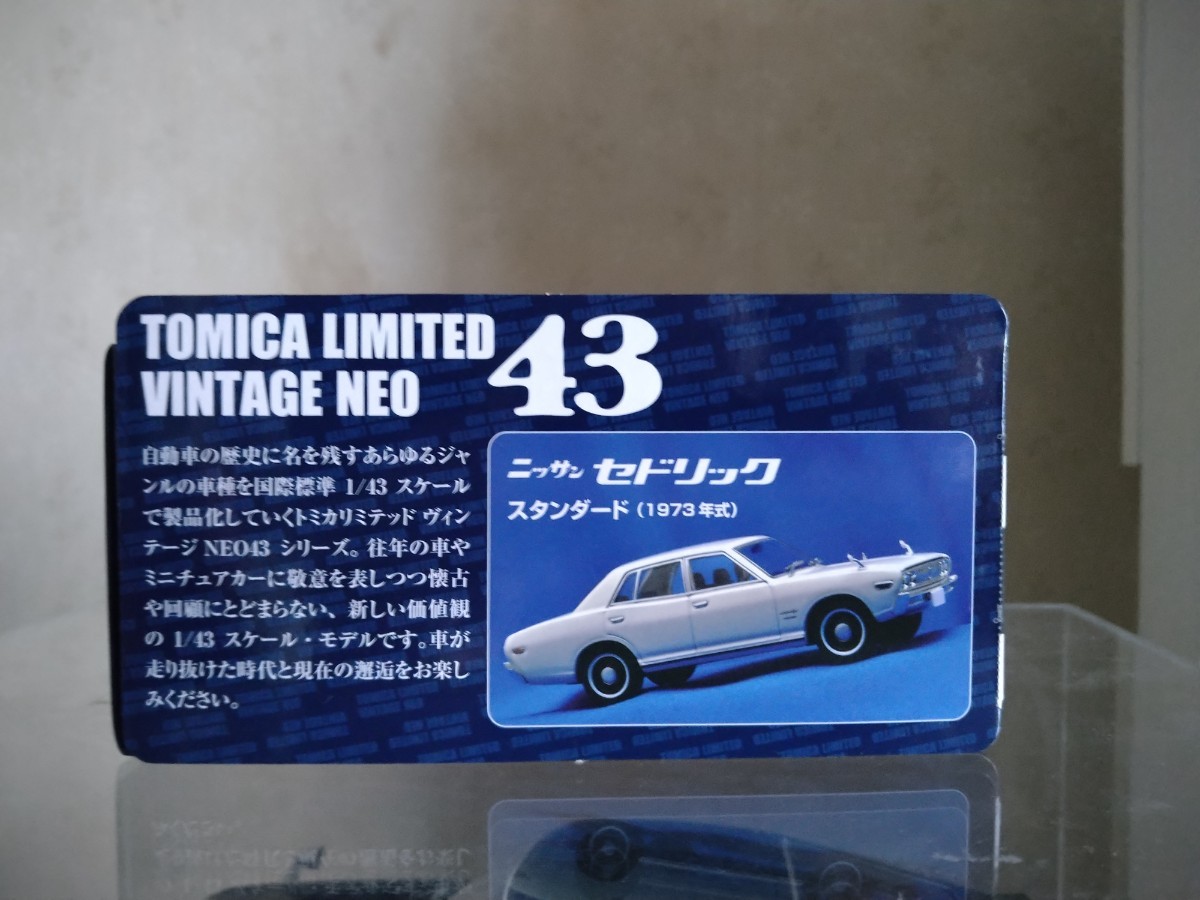 TOMICA LIMITED
VINTAGE NEO 43
自動車の歴史に名を残すあらゆるジャ
ンルの車種を国際標準 1/43 スケール
で製品化していくトミカリミテッド ヴィン
テージ NEO43 シリーズ。往年の車や
ミニチュアカーに敬意を表しつつ懐古
や回顧にとどまらない、新しい価値観
の 1/43 スケール・モデルです。車が
走り抜けた時代と現在の邂逅をお楽し
みください。
ニッサン セドリック
スタンダード (1973年式)